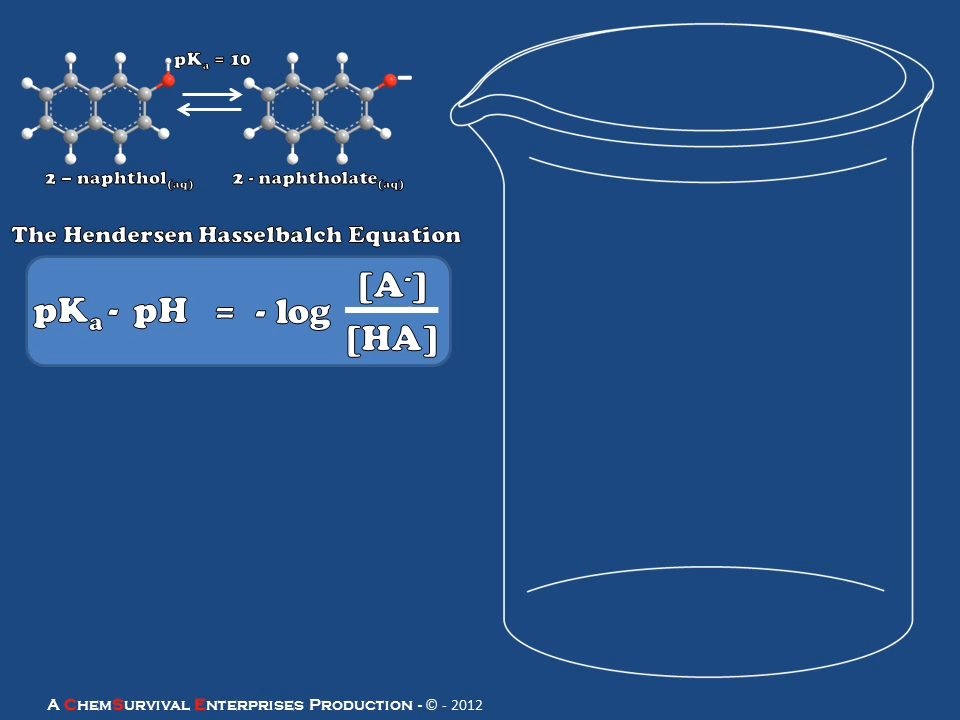 pKa = 10
2 – naphthol(aq)
2 - naphtholate(aq)
The Hendersen Hasselbalch Equation
pKa - pH = - log [A-]
[HA]
A ChemSurvival Enterprises Production - © - 2012